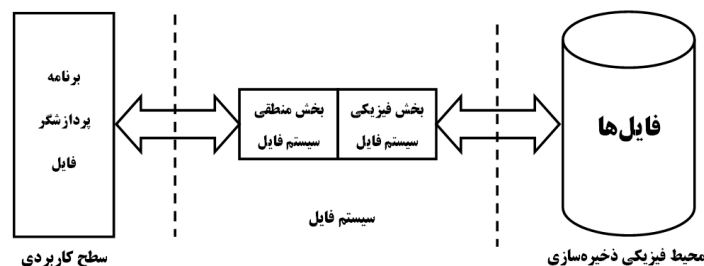 برنامه
پردازشگر
فایل
بخش منطقی
سیستم فایل
بخش فیزیکی
سیستم فایل
فایل‌ها
سیستم فایل
سطح کاربردی
محیط فیزیکی ذخیره‌سازی